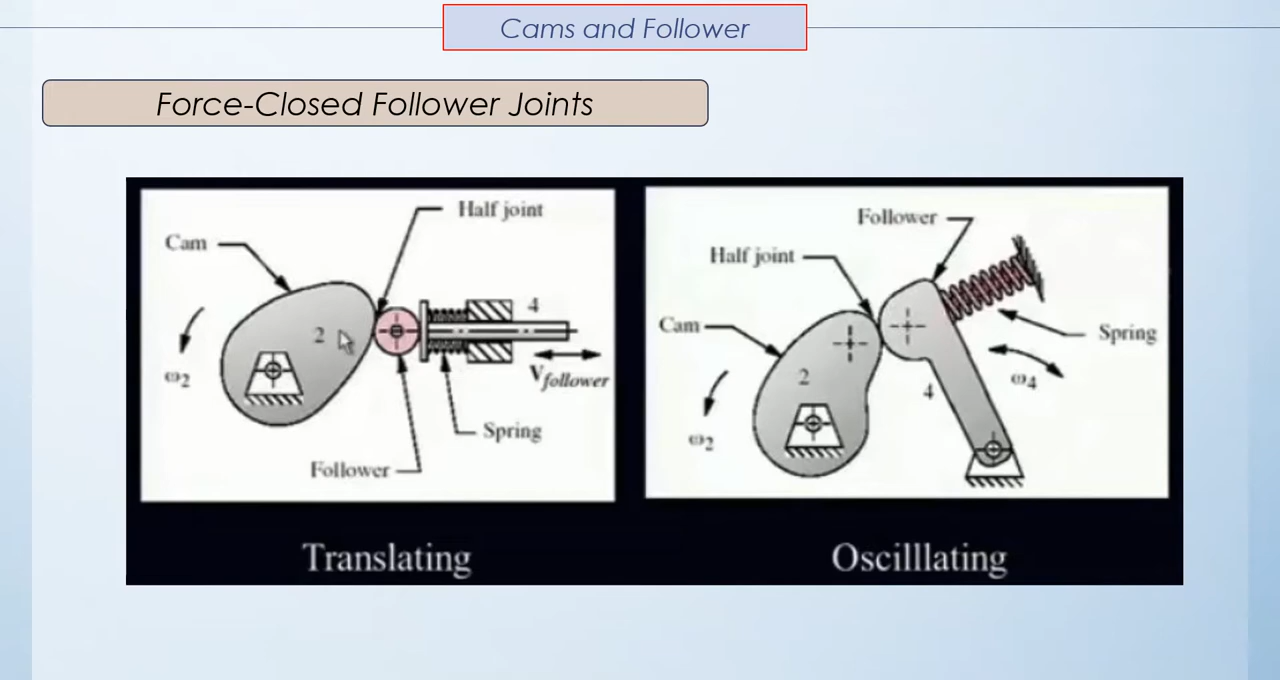 Cams and Follower
Force-Closed Follower Joints
Half joint
Cam
2
4
ω2
Vfollower
Spring
Follower
Translating
Follower
Half joint
Cam
Spring
2
4
ω4
ω2
Oscilllating